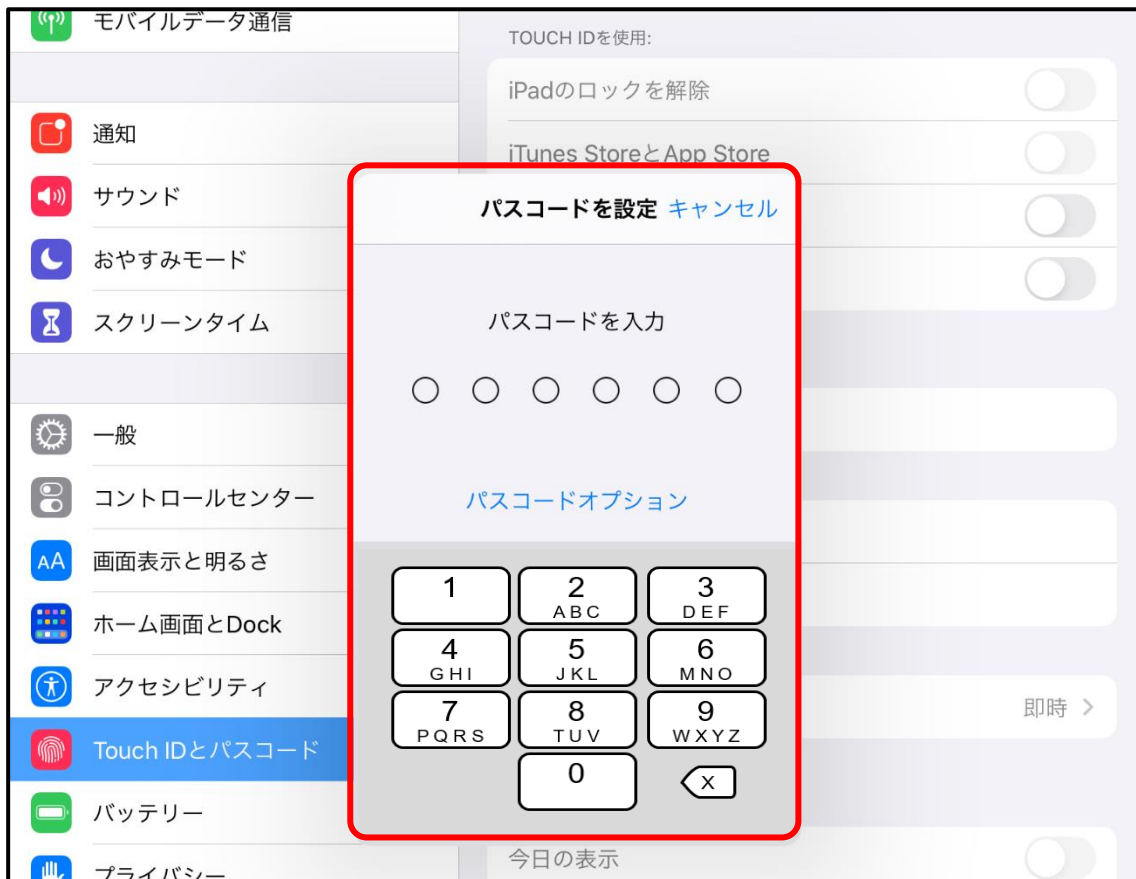 モバイルデータ通信
通知
サウンド
おやすみモード
スクリーンタイム
一般
コントロールセンター
AA
画面表示と明るさ
ホーム画面とDock
アクセシビリティ
Touch IDとパスコード
バッテリー
プライバシー
TOUCH IDを使用:
iPadのロックを解除
iTunes StoreとApp Store
パスコードを設定 キャンセル
パスコードを入力
パスコードオプション
1 2 3
ABC DEF
4 5 6
GHI JKL MNO
7 8 9
PQRS TUV WXYZ
0 X
即時
今日の表示